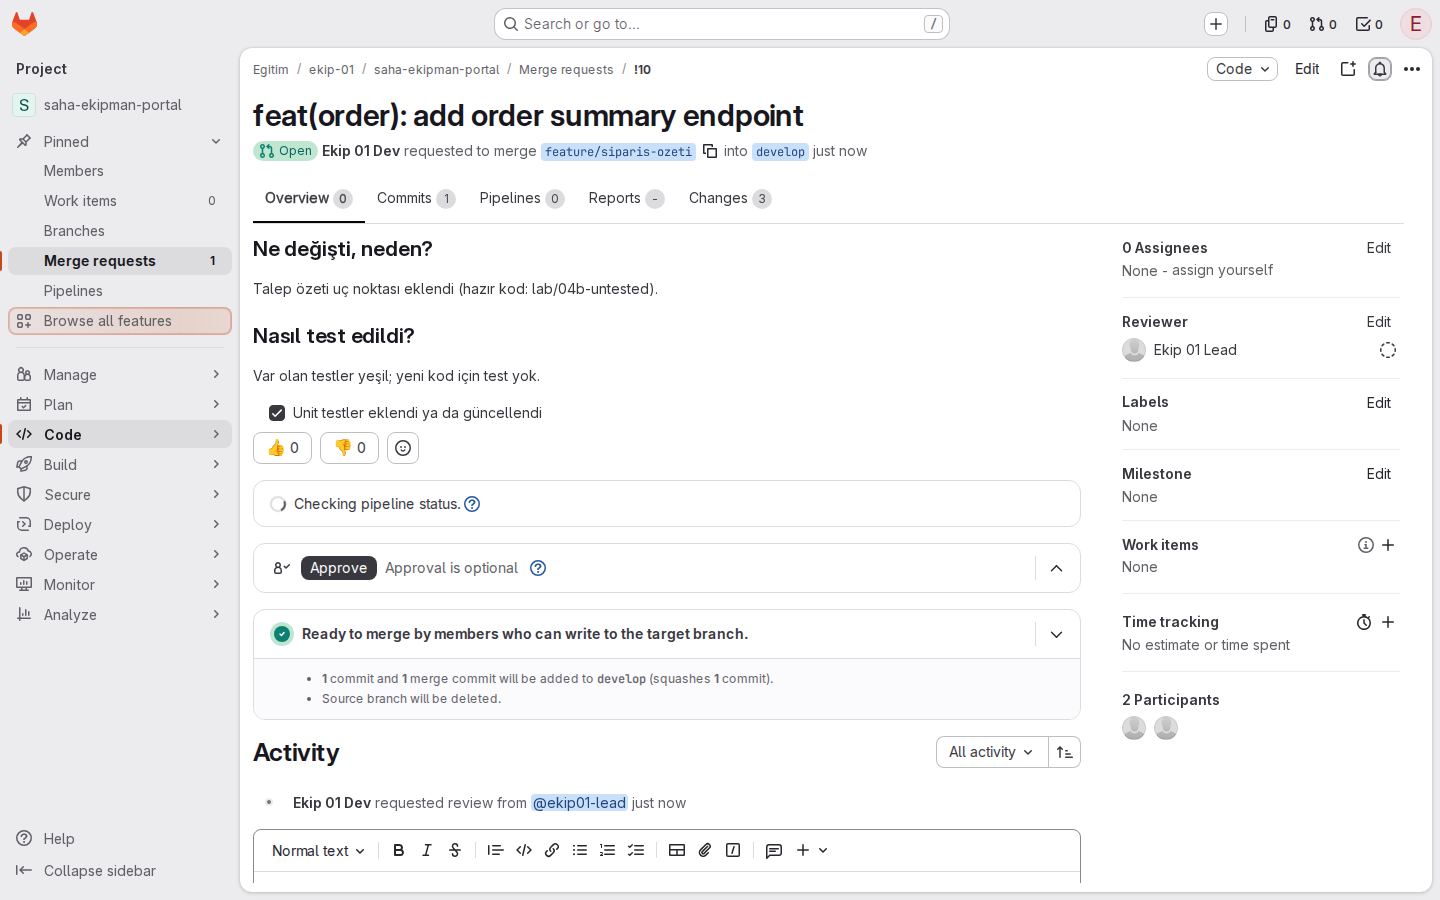 Search or go to...
/
0
0
0
E
Project
S
saha-ekipman-portal
Pinned
Members
Work items
0
Branches
Merge requests
1
Pipelines
Browse all features
Manage
Plan
Code
Build
Secure
Deploy
Operate
Monitor
Analyze
Help
Collapse sidebar
Egitim / ekip-01 / saha-ekipman-portal / Merge requests / !10
Code
Edit
feat(order): add order summary endpoint
Open
Ekip 01 Dev requested to merge feature/siparis-ozeti into develop just now
Overview 0
Commits 1
Pipelines 0
Reports -
Changes 3
Ne değişti, neden?
Talep özeti uç noktası eklendi (hazır kod: lab/04b-untested).
Nasıl test edildi?
Var olan testler yeşil; yeni kod için test yok.
Unit testler eklendi ya da güncellendi
👍 0
👎 0
Checking pipeline status.
Approve
Approval is optional
Ready to merge by members who can write to the target branch.
1 commit and 1 merge commit will be added to develop (squashes 1 commit).
Source branch will be deleted.
Activity
All activity
Ekip 01 Dev requested review from @ekip01-lead just now
Normal text
0 Assignees
Edit
None - assign yourself
Reviewer
Edit
Ekip 01 Lead
Labels
Edit
None
Milestone
Edit
None
Work items
None
Time tracking
No estimate or time spent
2 Participants